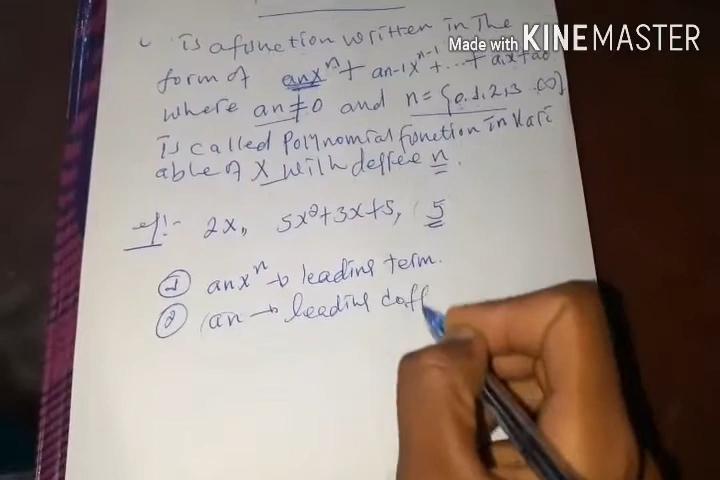 Made with KINEMASTER
is a function written in The
form of anxⁿ + an-1xⁿ⁻¹ + ... + a1x + a0
where an ≠ 0 and n = {0,1,2,3 ...∞}
Is called Polynomial function in Vari
able of X with degree n.
eg:- 2x, 5x²+3x+5, 5
① anxⁿ → leading term.
② an → leading coff